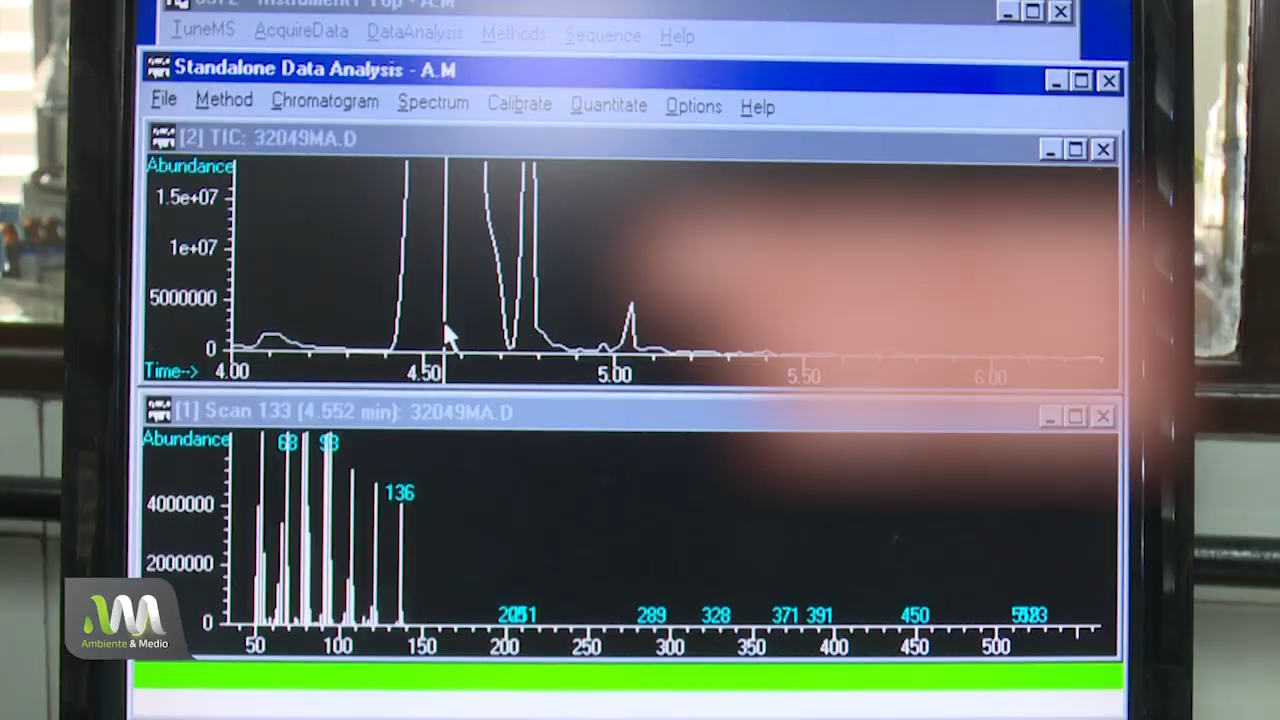 TuneMS AcquireData DataAnalysis Methods Sequence Help
Standalone Data Analysis - A.M
File Method Chromatogram Spectrum Calibrate Quantitate Options Help
[2] TIC: 32049MA.D
Abundance
1.5e+07
1e+07
5000000
0
Time--> 4.00 4.50 5.00 5.50 6.00
[1] Scan 133 (4.552 min): 32049MA.D
Abundance
68 93
136
4000000
2000000
0
289 328 371 391 450
50 100 150 200 250 300 350 400 450 500
AM
Ambiente & Medio